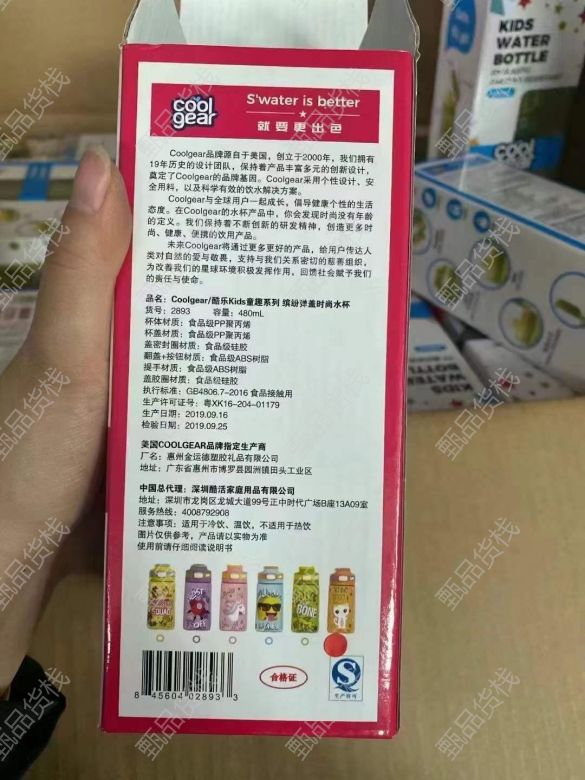 KIDS
WATER
BOTTLE
cool
gear
S'water is better
就要更出色
Coolgear品牌源自于美国，创立于2000年，我们拥有
19年历史的设计团队，保持着产品丰富多元的创新设计，
奠定了Coolgear的品牌基因。Coolgear采用个性设计、安
全用料，以及科学有效的饮水解决方案。
Coolgear与全球用户一起成长，倡导健康个性的生活
态度。在Coolgear的水杯产品中，你会发现时尚没有年龄
的定义。我们保持着不断创新的研发精神，创造更多时
尚、健康、便携的饮用产品。
未来Coolgear将通过更多更好的产品，给用户传达人
类对自然的爱与敬畏，支持与我们关系密切的慈善组织，
为改善我们的星球环境积极发挥作用，回馈社会赋予我们
的责任与使命。
品名：Coolgear/酷乐Kids童趣系列 缤纷洋盖时尚水杯
货号：2893 容量：480mL
杯体材质：食品级PP聚丙烯
杯盖材质：食品级PP聚丙烯
盖密封圈材质：食品级硅胶
翻盖+按钮材质：食品级ABS树脂
提手材质：食品级ABS树脂
盖胶圈材质：食品级硅胶
执行标准：GB4806.7-2016 食品接触用
生产许可证号：粤XK16-204-01179
生产日期：2019.09.16
检验日期：2019.09.25
美国COOLGEAR品牌指定生产商
厂名：惠州金运德塑胶礼品有限公司
地址：广东省惠州市博罗县园洲镇田头工业区
中国总代理：深圳酷活家庭用品有限公司
地址：深圳市龙岗区龙城大道99号正中时代广场B座13A09室
服务热线：4008792908
注意事项：适用于冷饮、温饮，不适用于热饮
图片仅供参考，产品请以实物为准
使用前请仔细阅读说明书
BONE
8 45604 02893 3
合格证
生产许可
甄品货栈